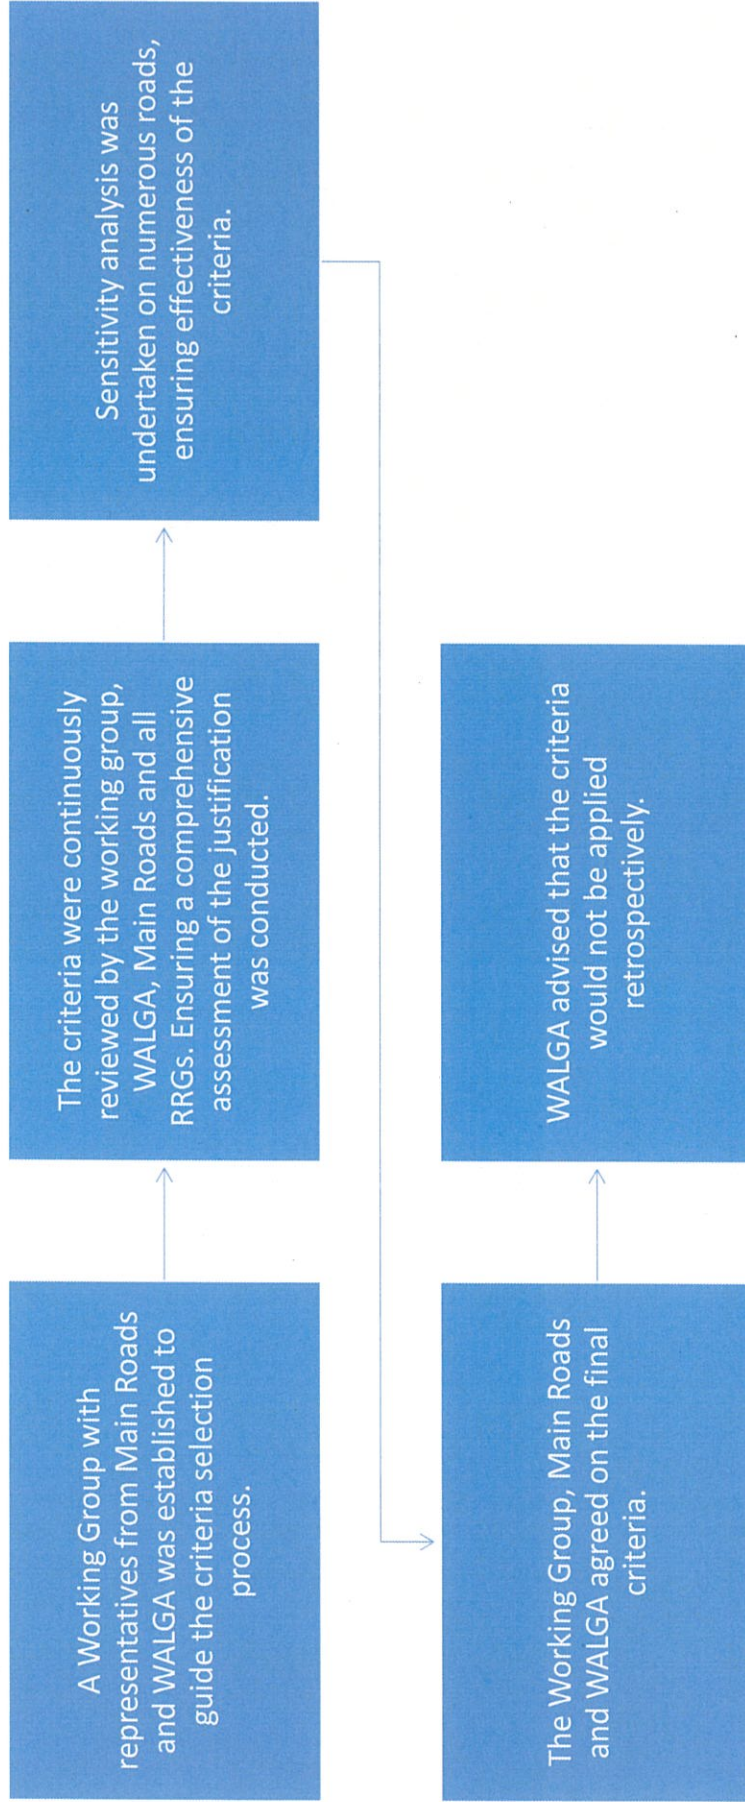 A Working Group with
representatives from Main Roads
and WALGA was established to
guide the criteria selection
process.
The criteria were continuously
reviewed by the working group,
WALGA, Main Roads and all
RRGs. Ensuring a comprehensive
assessment of the justification
was conducted.
Sensitivity analysis was
undertaken on numerous roads,
ensuring effectiveness of the
criteria.
The Working Group, Main Roads
and WALGA agreed on the final
criteria.
WALGA advised that the criteria
would not be applied
retrospectively.